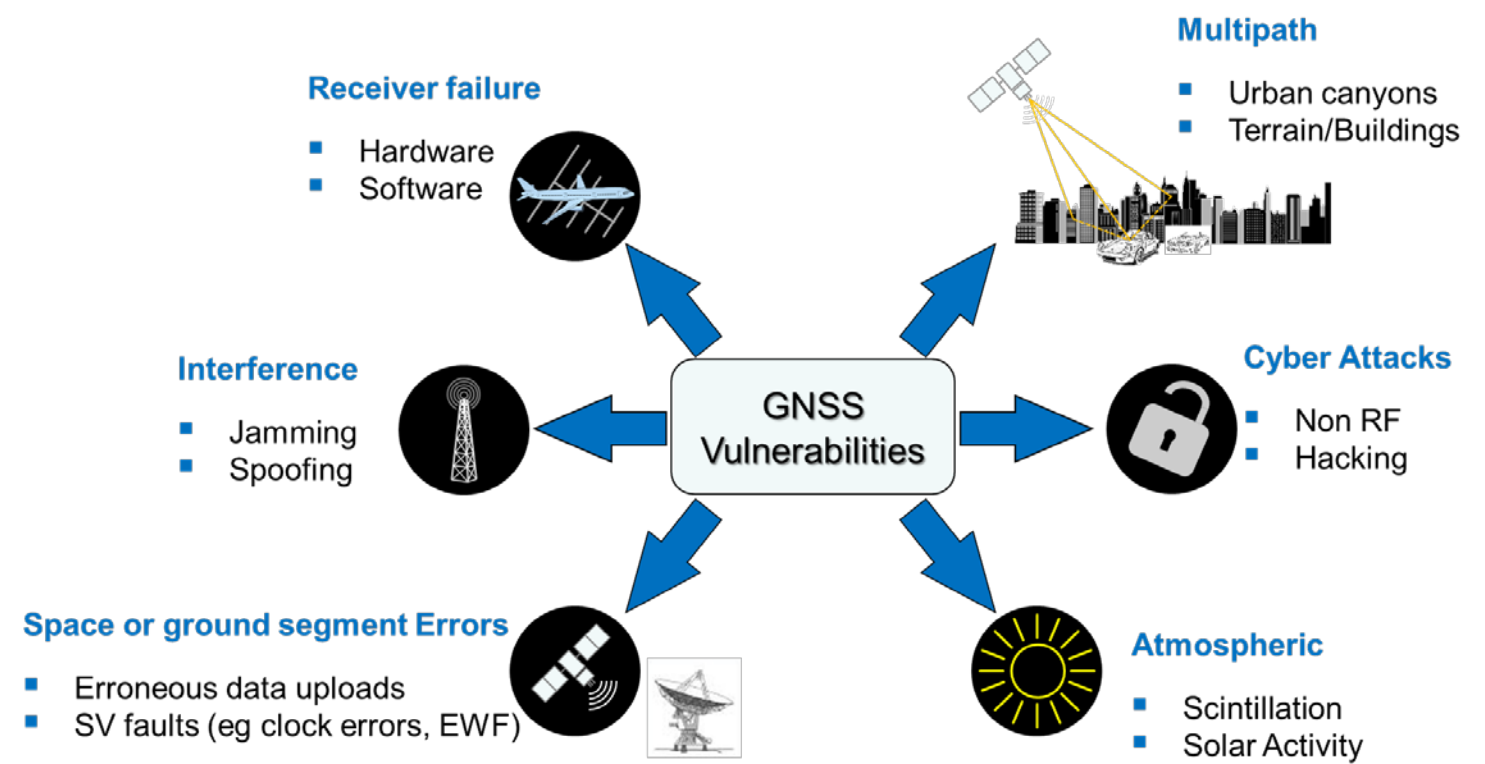 Multipath
Urban canyons
Terrain/Buildings
Receiver failure
Hardware
Software
Interference
Jamming
Spoofing
GNSS
Vulnerabilities
Cyber Attacks
Non RF
Hacking
Space or ground segment Errors
Erroneous data uploads
SV faults (eg clock errors, EWF)
Atmospheric
Scintillation
Solar Activity